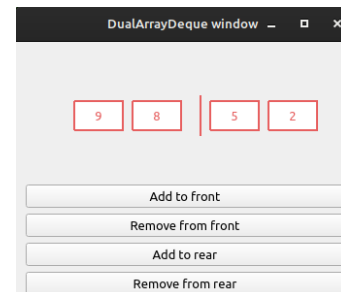 DualArrayDeque window
9 8 5 2
Add to front
Remove from front
Add to rear
Remove from rear